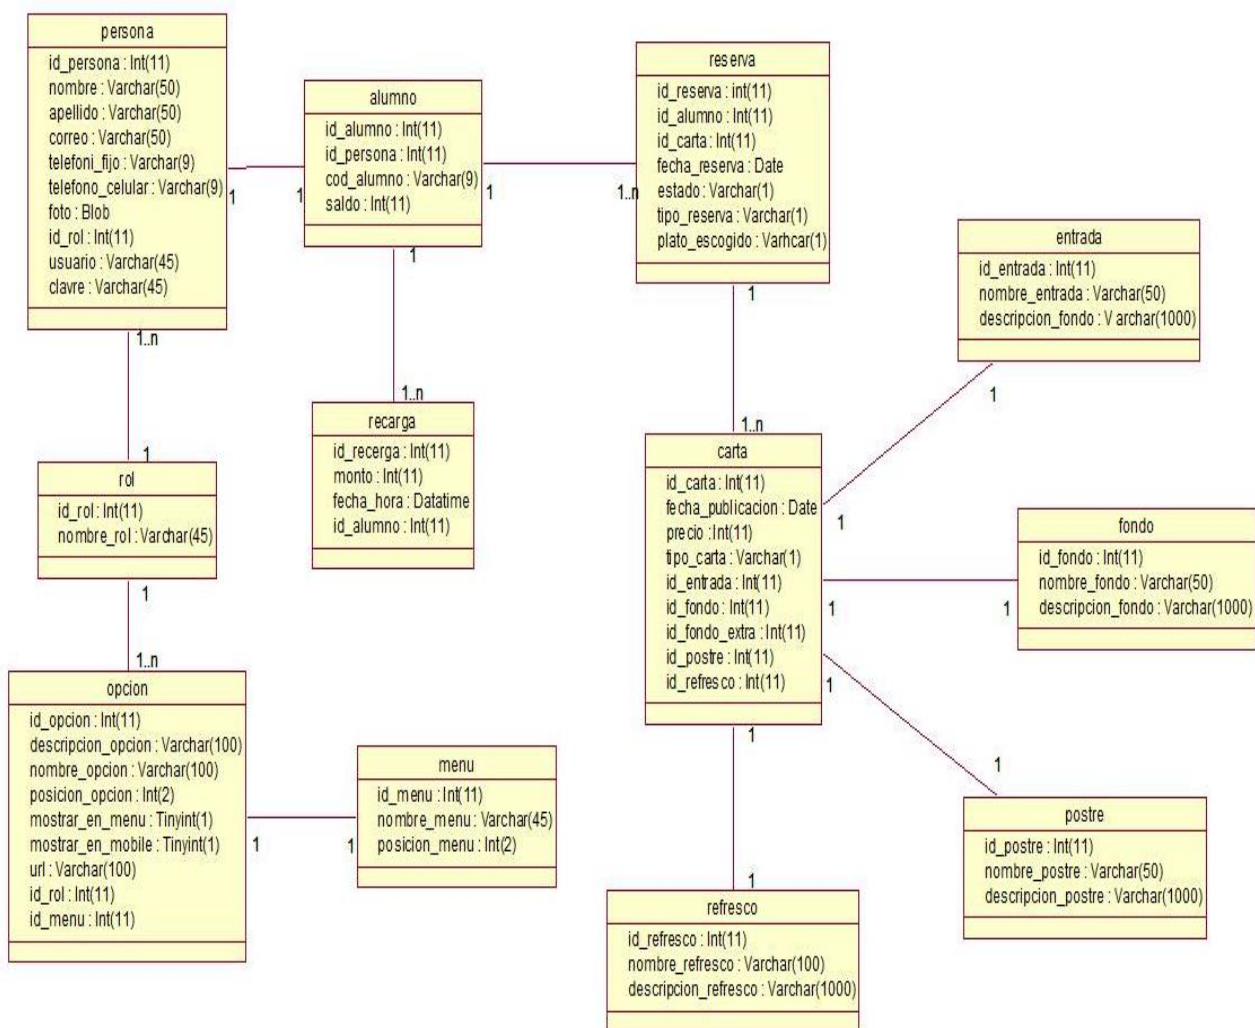 persona
id_persona : Int(11)
nombre : Varchar(50)
apellido : Varchar(50)
correo : Varchar(50)
telefoni_fijo : Varchar(9)
telefono_celular : Varchar(9)
foto : Blob
id_rol : Int(11)
usuario : Varchar(45)
clavre : Varchar(45)
1
1
1..n
1
alumno
id_alumno : Int(11)
id_persona : Int(11)
cod_alumno : Varchar(9)
saldo : Int(11)
1
1..n
1
1..n
reserva
id_reserva : int(11)
id_alumno : Int(11)
id_carta : Int(11)
fecha_reserva : Date
estado : Varchar(1)
tipo_reserva : Varchar(1)
plato_escogido : Varhcar(1)
1
1..n
entrada
id_entrada : Int(11)
nombre_entrada : Varchar(50)
descripcion_fondo : V archar(1000)
1
1
recarga
id_recerga : Int(11)
monto : Int(11)
fecha_hora : Datatime
id_alumno : Int(11)
rol
id_rol : Int(11)
nombre_rol : Varchar(45)
1
1..n
carta
id_carta : Int(11)
fecha_publicacion : Date
precio : Int(11)
tipo_carta : Varchar(1)
id_entrada : Int(11)
id_fondo : Int(11)
id_fondo_extra : Int(11)
id_postre : Int(11)
id_refresco : Int(11)
1
1
fondo
id_fondo : Int(11)
nombre_fondo : Varchar(50)
descripcion_fondo : Varchar(1000)
1
1
1
1
opcion
id_opcion : Int(11)
descripcion_opcion : Varchar(100)
nombre_opcion : Varchar(100)
posicion_opcion : Int(2)
mostrar_en_menu : Tinyint(1)
mostrar_en_mobile : Tinyint(1)
url : Varchar(100)
id_rol : Int(11)
id_menu : Int(11)
1
1
menu
id_menu : Int(11)
nombre_menu : Varchar(45)
posicion_menu : Int(2)
postre
id_postre : Int(11)
nombre_postre : Varchar(50)
descripcion_postre : Varchar(1000)
refresco
id_refresco : Int(11)
nombre_refresco : Varchar(100)
descripcion_refresco : Varchar(1000)